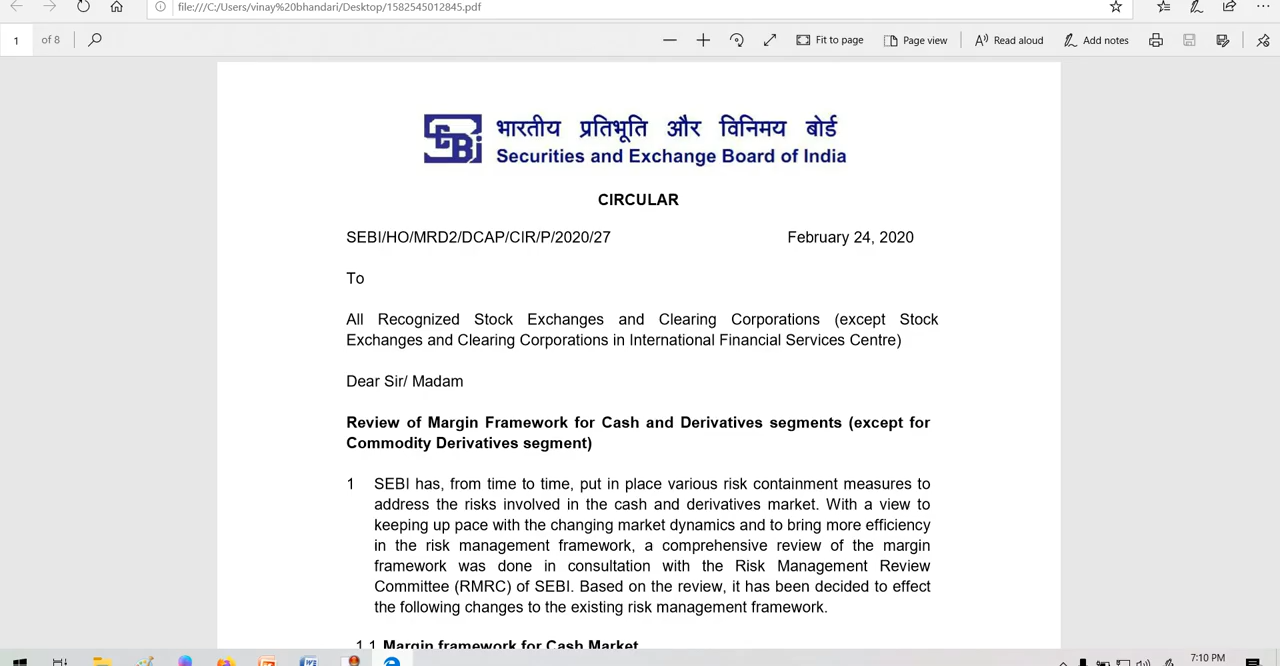 file:///C:/Users/vinay%20bhandari/Desktop/1582545012845.pdf
1 of 8 Fit to page Page view Read aloud Add notes
भारतीय प्रतिभूति और विनिमय बोर्ड
Securities and Exchange Board of India
CIRCULAR
SEBI/HO/MRD2/DCAP/CIR/P/2020/27 February 24, 2020
To
All Recognized Stock Exchanges and Clearing Corporations (except Stock
Exchanges and Clearing Corporations in International Financial Services Centre)
Dear Sir/ Madam
Review of Margin Framework for Cash and Derivatives segments (except for
Commodity Derivatives segment)
1 SEBI has, from time to time, put in place various risk containment measures to
address the risks involved in the cash and derivatives market. With a view to
keeping up pace with the changing market dynamics and to bring more efficiency
in the risk management framework, a comprehensive review of the margin
framework was done in consultation with the Risk Management Review
Committee (RMRC) of SEBI. Based on the review, it has been decided to effect
the following changes to the existing risk management framework.
1.1 Margin framework for Cash Market
7:10 PM